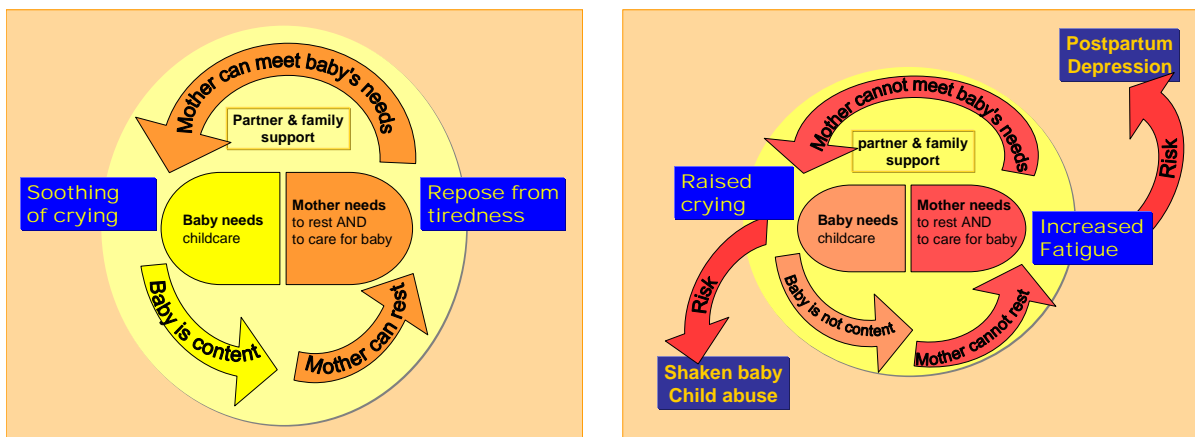 Mother can meet baby's needs
Partner & family
support
Soothing
of crying
Baby needs
childcare
Mother needs
to rest AND
to care for baby
Repose from
tiredness
Baby is content
Mother can rest
Postpartum
Depression
Mother cannot meet baby's needs
partner & family
support
Risk
Raised
crying
Baby needs
childcare
Mother needs
to rest AND
to care for baby
Increased
Fatigue
Risk
Baby is not content
Mother cannot rest
Shaken baby
Child abuse